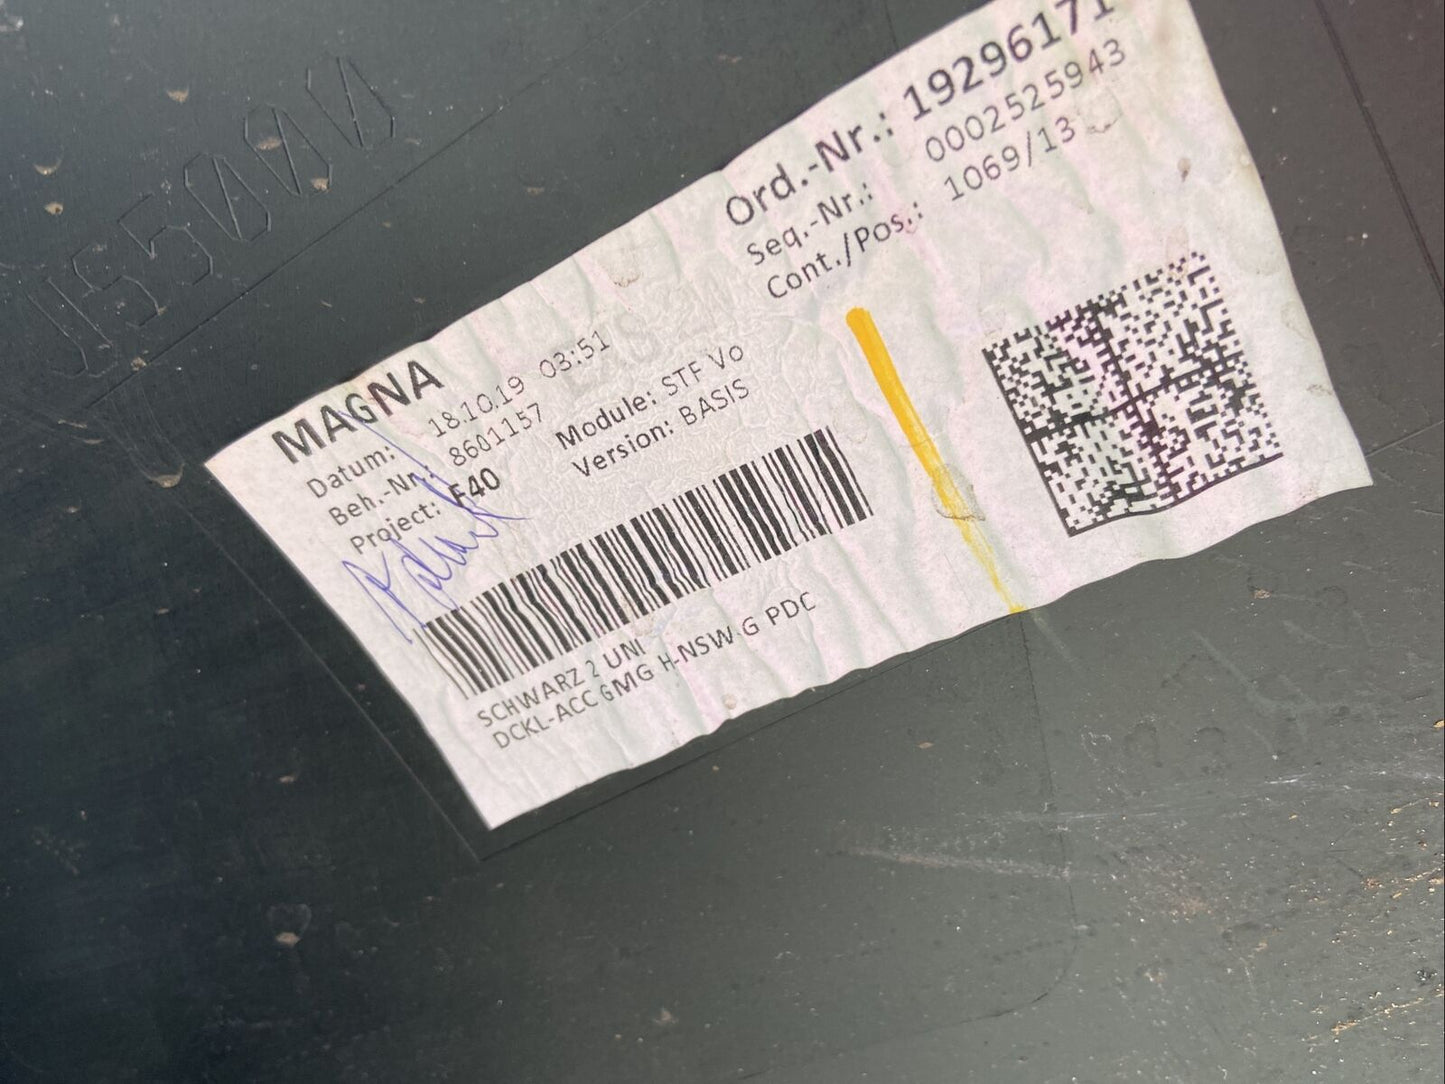 MAGNA
Datum: 18.10.19 03:51
Beh.-Nr.: 8601157
Project: F40
Module: STF Vo
Version: BASIS
Ord.-Nr.: 19296171
Seq.-Nr.: 0002525943
Cont./Pos.: 1069/13
SCHWARZ 2 UNI
DCKL-ACC GMG H-NSW G PDC